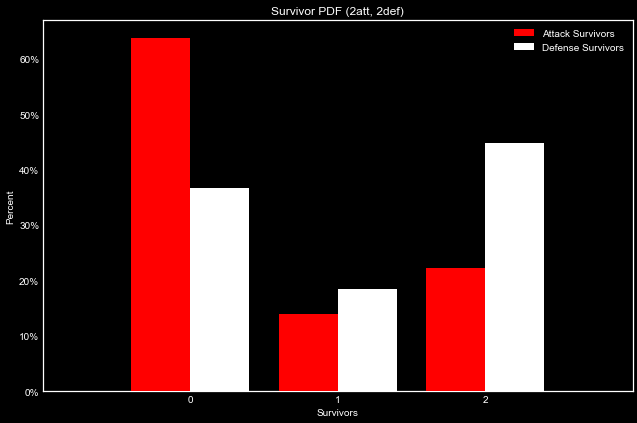 Survivor PDF (2att, 2def)
Attack Survivors
Defense Survivors
60%
50%
40%
30%
20%
10%
0%
Percent
0 1 2
Survivors